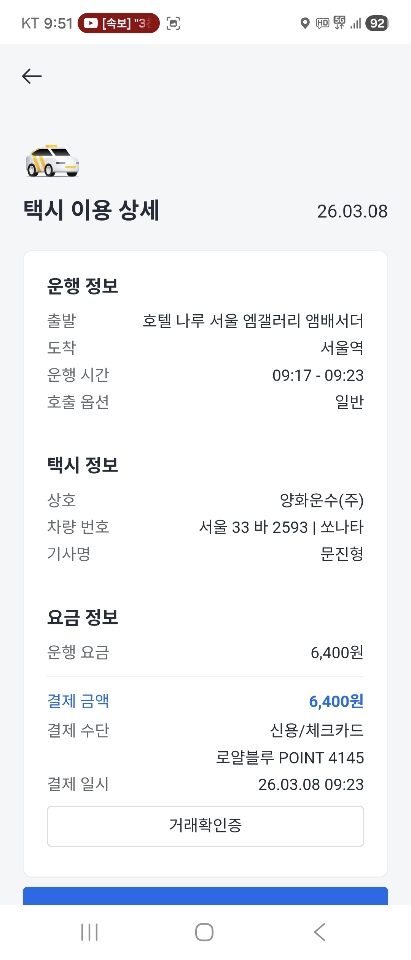 KT 9:51 [속보] "3 HD 5G 92
택시 이용 상세 26.03.08
운행 정보
출발 호텔 나루 서울 엠갤러리 앰배서더
도착 서울역
운행 시간 09:17 - 09:23
호출 옵션 일반
택시 정보
상호 양화운수(주)
차량 번호 서울 33 바 2593 | 쏘나타
기사명 문진형
요금 정보
운행 요금 6,400원
결제 금액 6,400원
결제 수단 신용/체크카드
로얄블루 POINT 4145
결제 일시 26.03.08 09:23
거래확인증